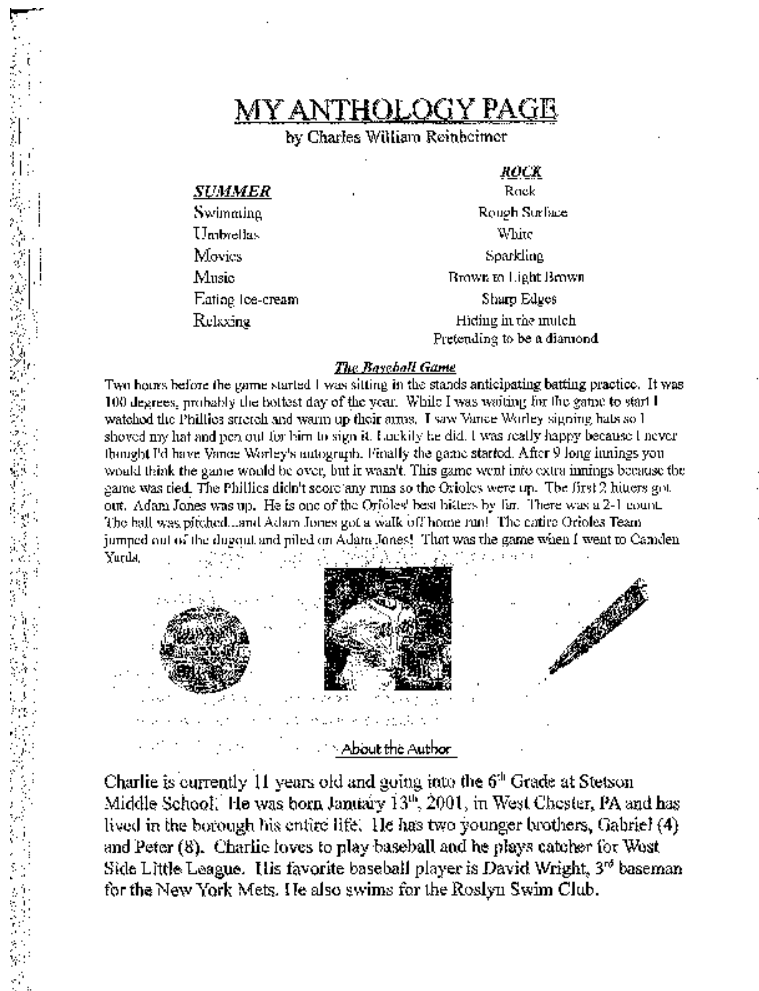 MY ANTHOLOGY PAGE
by Charles William Reinheimer
SUMMER
Swimming
Umbrellas
Movies
Music
Eating Ice-cream
Relaxing
ROCK
Rock
Rough Surface
White
Sparkling
Brown to Light Brown
Sharp Edges
Hiding in the mulch
Pretending to be a diamond
The Baseball Game
Two hours before the game started I was sitting in the stands anticipating batting practice. It was
100 degrees, probably the hottest day of the year. While I was waiting for the game to start I
watched the Phillies stretch and warm up their arms. I saw Vance Worley signing hats so I
shoved my hat and pen out for him to sign it. Luckily he did. I was really happy because I never
thought I'd have Vance Worley's autograph. Finally the game started. After 9 long innings you
would think the game would be over, but it wasn't. This game went into extra innings because the
game was tied. The Phillies didn't score any runs so the Orioles were up. The first 2 hitters got
out. Adam Jones was up. He is one of the Orioles' best hitters by far. There was a 2-1 count.
The ball was pitched...and Adam Jones got a walk off home run! The entire Orioles Team
jumped out of the dugout and piled on Adam Jones! That was the game when I went to Camden
Yards.
About the Author
Charlie is currently 11 years old and going into the 6th Grade at Stetson
Middle School. He was born January 13th, 2001, in West Chester, PA and has
lived in the borough his entire life. He has two younger brothers, Gabriel (4)
and Peter (8). Charlie loves to play baseball and he plays catcher for West
Side Little League. His favorite baseball player is David Wright, 3rd baseman
for the New York Mets. He also swims for the Roslyn Swim Club.